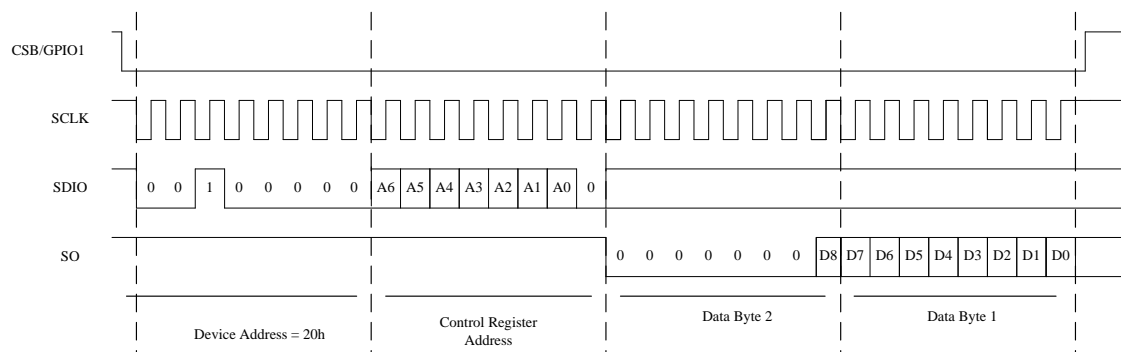 CSB/GPIO1
SCLK
SDIO
0 0 1 0 0 0 0 0 A6 A5 A4 A3 A2 A1 A0 0
SO
0 0 0 0 0 0 0 D8 D7 D6 D5 D4 D3 D2 D1 D0
Device Address = 20h
Control Register
Address
Data Byte 2
Data Byte 1